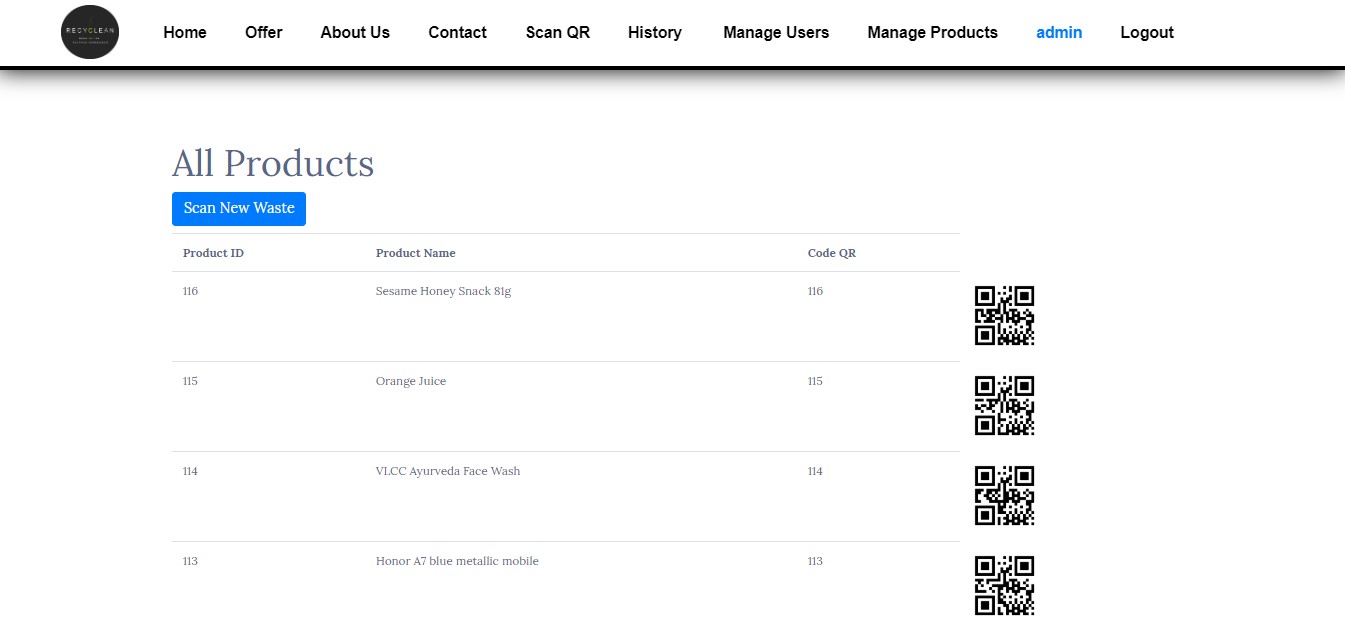 RECYCLEAN
Home Offer About Us Contact Scan QR History Manage Users Manage Products admin Logout
All Products
Scan New Waste
Product ID Product Name Code QR
116 Sesame Honey Snack 81g 116
115 Orange Juice 115
114 VLCC Ayurveda Face Wash 114
113 Honor A7 blue metallic mobile 113